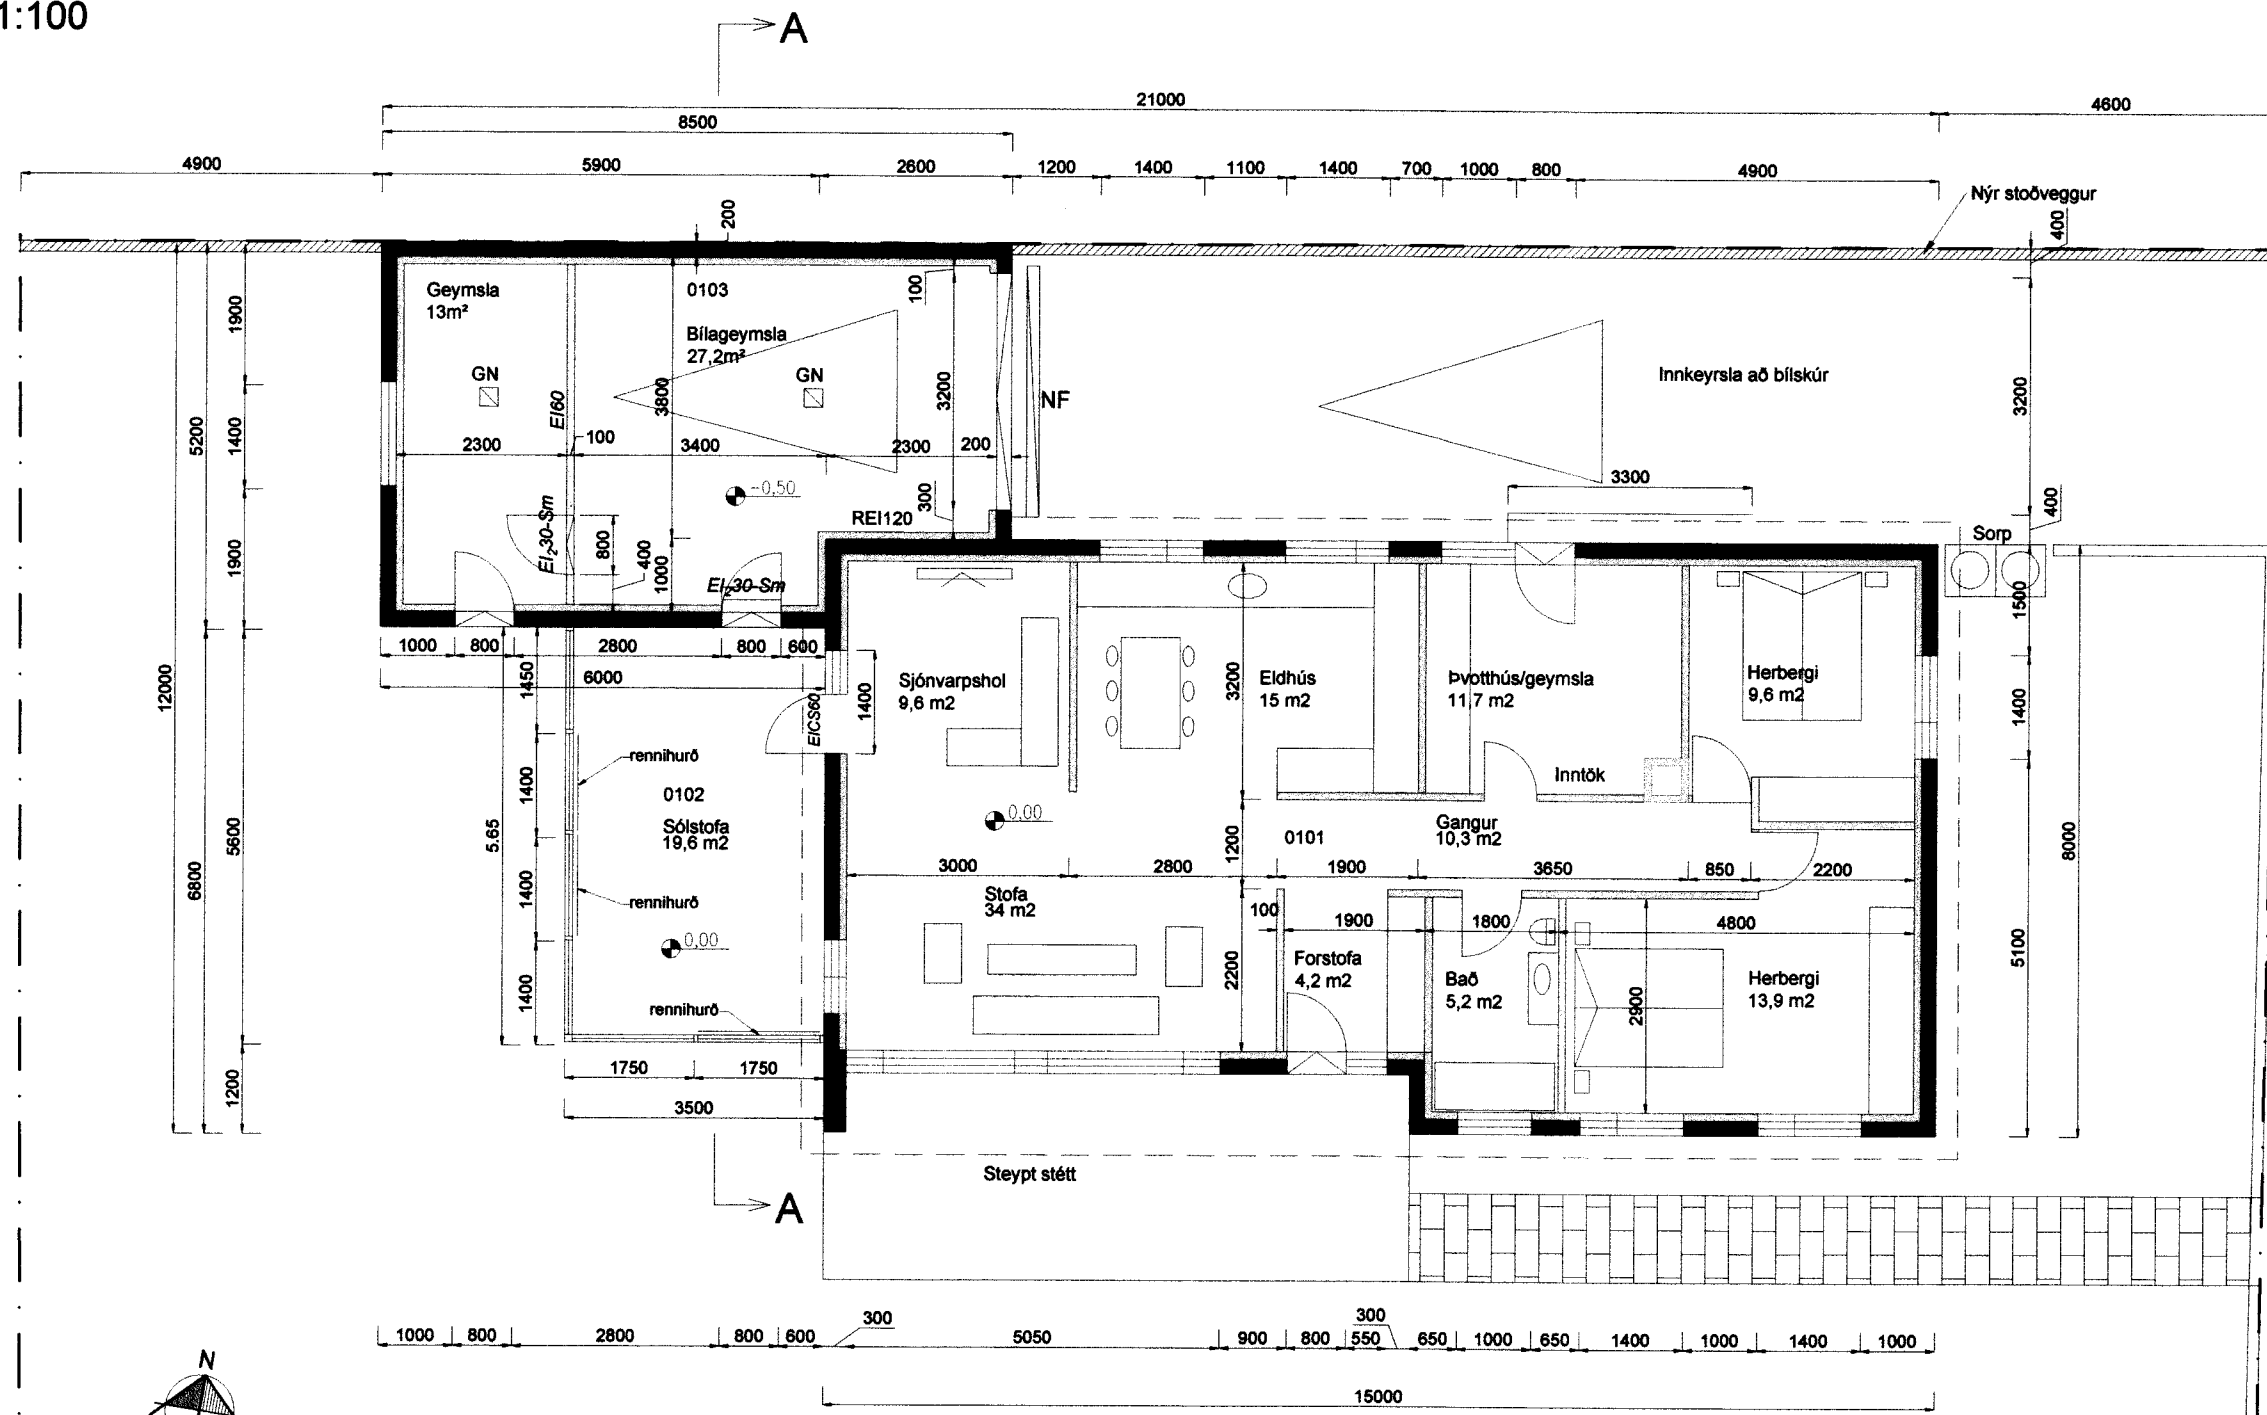 1:100
A
21000
4600
8500
4900
5900
2600
1200
1400
1100
1400
700
1000
800
4900
Nýr stoðveggur
200
400
Geymsla
13m²
0103
Bílageymsla
27,2m²
100
GN
GN
EI60
3800
3200
NF
Innkeyrsla að bílskúr
3200
1900
1400
1900
5200
12000
2300
100
3400
2300
200
-0,50
300
REI120
3300
400
Sorp
EI₂30-Sm
800
400
1000
EI₂30-Sm
1500
1000
800
2800
800
600
6000
1450
1400
EICS60
Sjónvarpshol
9,6 m2
3200
Eldhús
15 m2
Þvotthús/geymsla
11,7 m2
Herbergi
9,6 m2
1400
rennihurð
1400
0102
Sólstofa
19,6 m2
5.65
5600
6800
0,00
Inntök
0101
Gangur
10,3 m2
1200
8000
3000
2800
1900
3650
850
2200
rennihurð
1400
Stofa
34 m2
100
1900
1800
4800
0,00
Forstofa
4,2 m2
2200
Bað
5,2 m2
2900
Herbergi
13,9 m2
5100
1400
rennihurð
1750
1750
1200
3500
Steypt stétt
A
300
300
1000
800
2800
800
600
5050
900
800
550
650
1000
650
1400
1000
1400
1000
N
15000